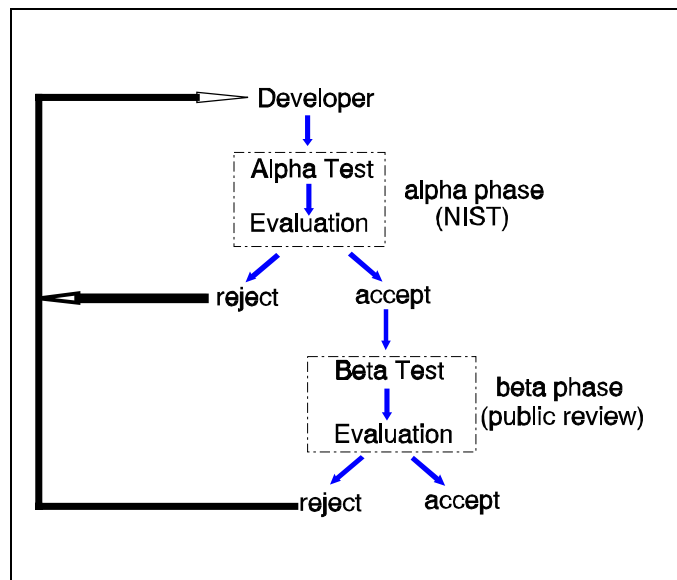 Developer
Alpha Test
Evaluation
alpha phase
(NIST)
reject
accept
Beta Test
Evaluation
beta phase
(public review)
reject
accept